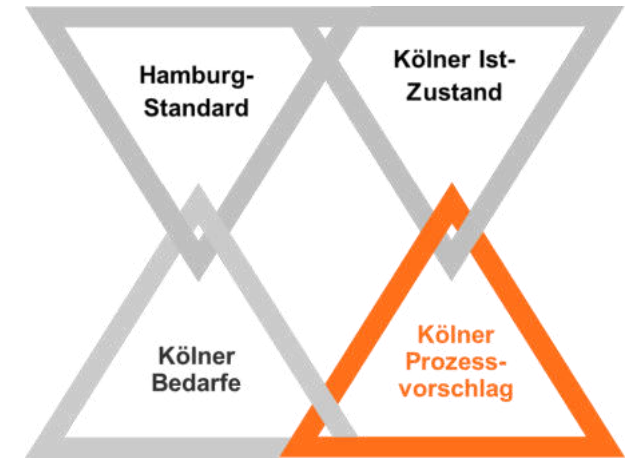 Hamburg-
Standard
Kölner Ist-
Zustand
Kölner
Bedarfe
Kölner
Prozess-
vorschlag